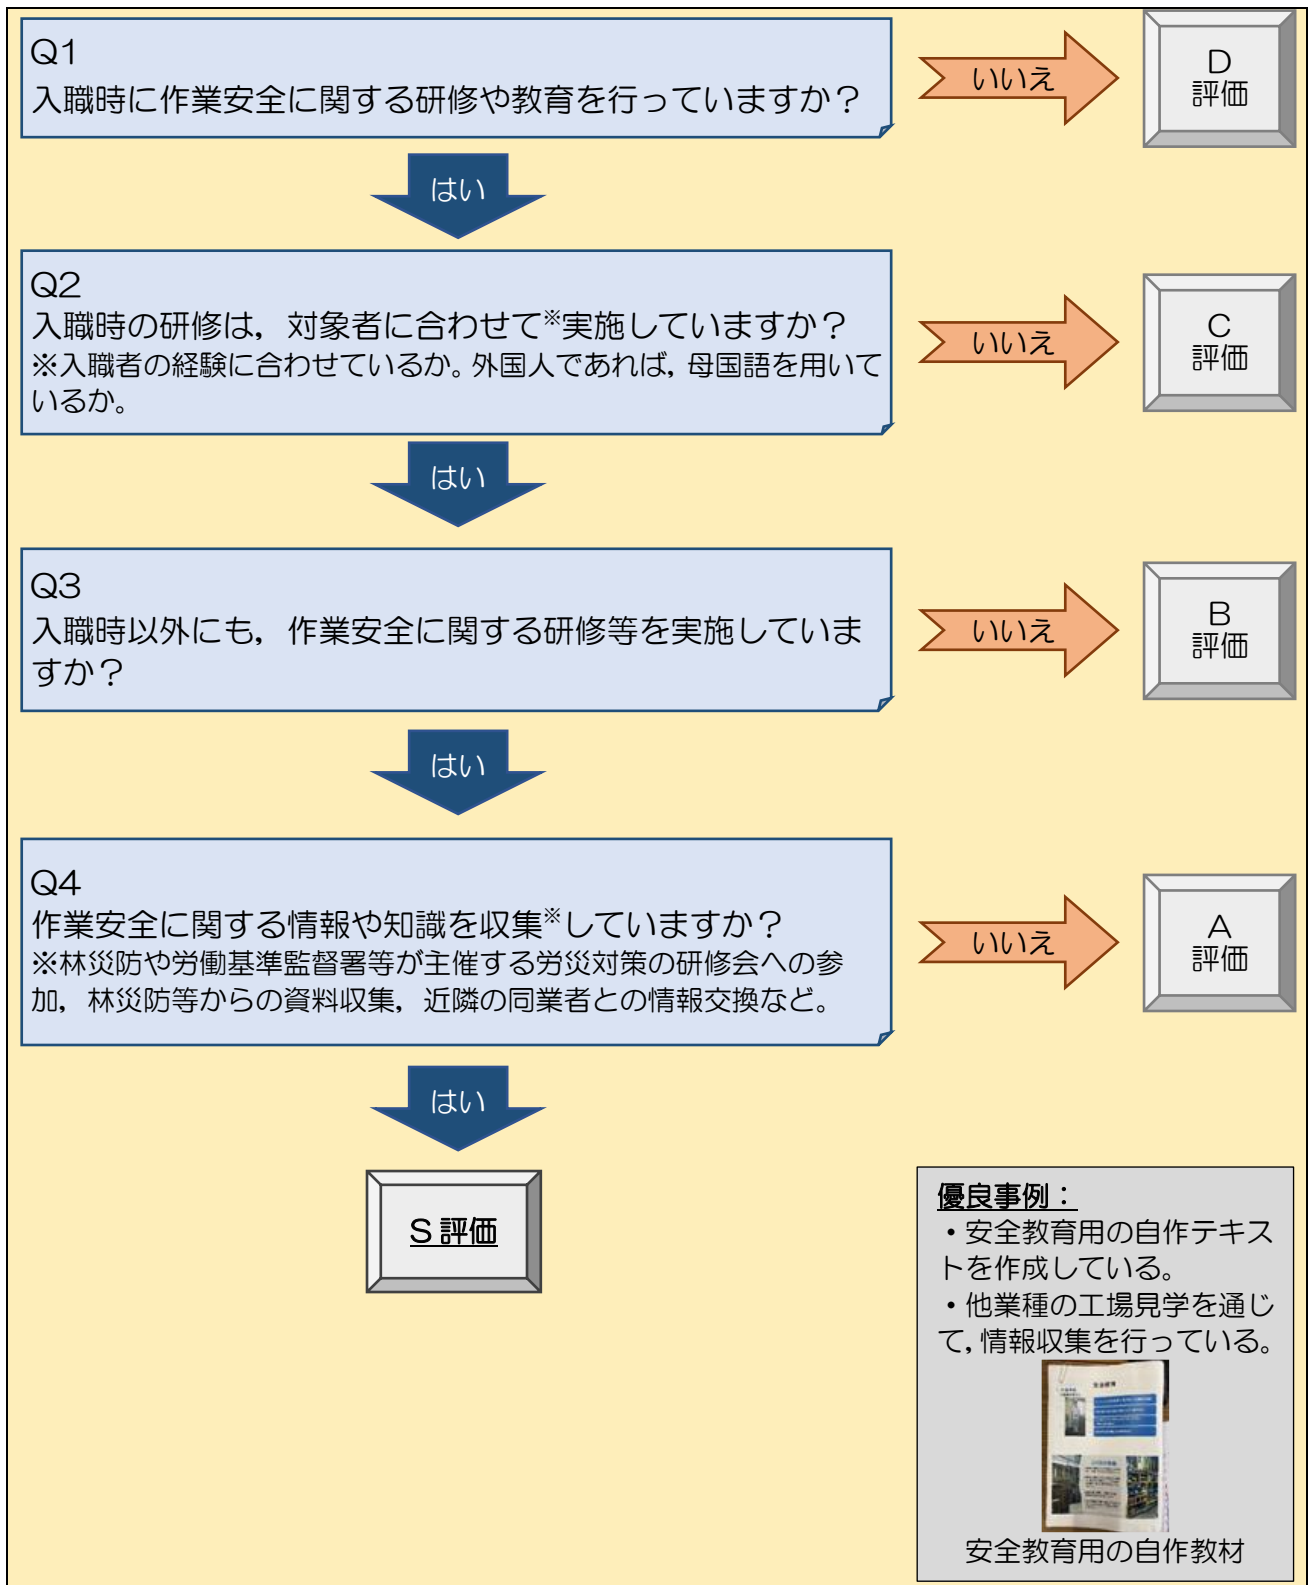 Q1
入職時に作業安全に関する研修や教育を行っていますか？
いいえ
D
評価
はい
Q2
入職時の研修は，対象者に合わせて※実施していますか？
※入職者の経験に合わせているか。外国人であれば，母国語を用いて
いるか。
いいえ
C
評価
はい
Q3
入職時以外にも，作業安全に関する研修等を実施していま
すか？
いいえ
B
評価
はい
Q4
作業安全に関する情報や知識を収集※していますか？
※林災防や労働基準監督署等が主催する労災対策の研修会への参
加，林災防等からの資料収集，近隣の同業者との情報交換など。
いいえ
A
評価
はい
S評価
優良事例：
・安全教育用の自作テキス
トを作成している。
・他業種の工場見学を通じ
て，情報収集を行っている。
安全教育用の自作教材